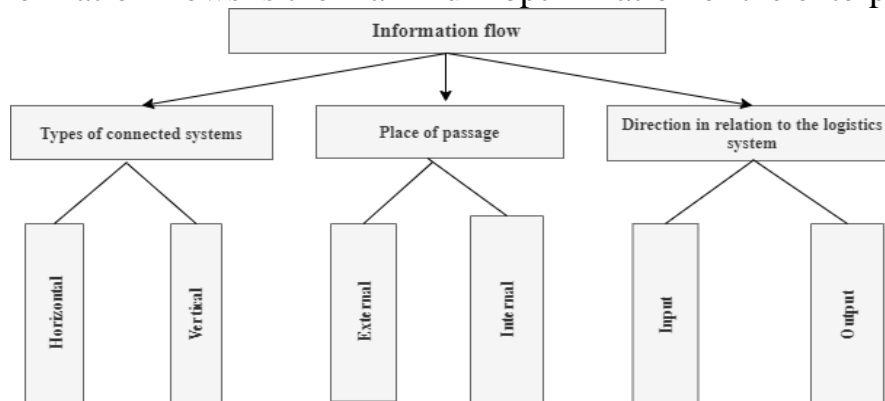 Information flow
Types of connected systems
Place of passage
Direction in relation to the logistics
system
Horizontal
Vertical
External
Internal
Input
Output